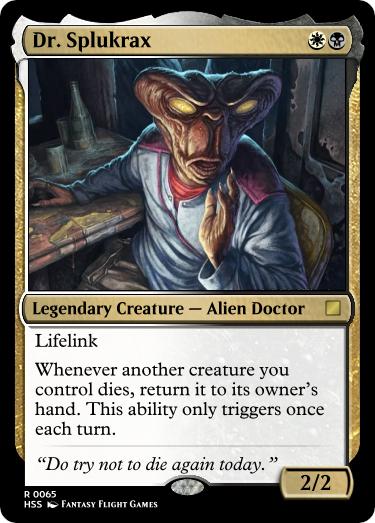 Dr. Splukrax
Legendary Creature — Alien Doctor
Lifelink
Whenever another creature you
control dies, return it to its owner's
hand. This ability only triggers once
each turn.
“Do try not to die again today.”
2/2
R 0065
HSS Fantasy Flight Games